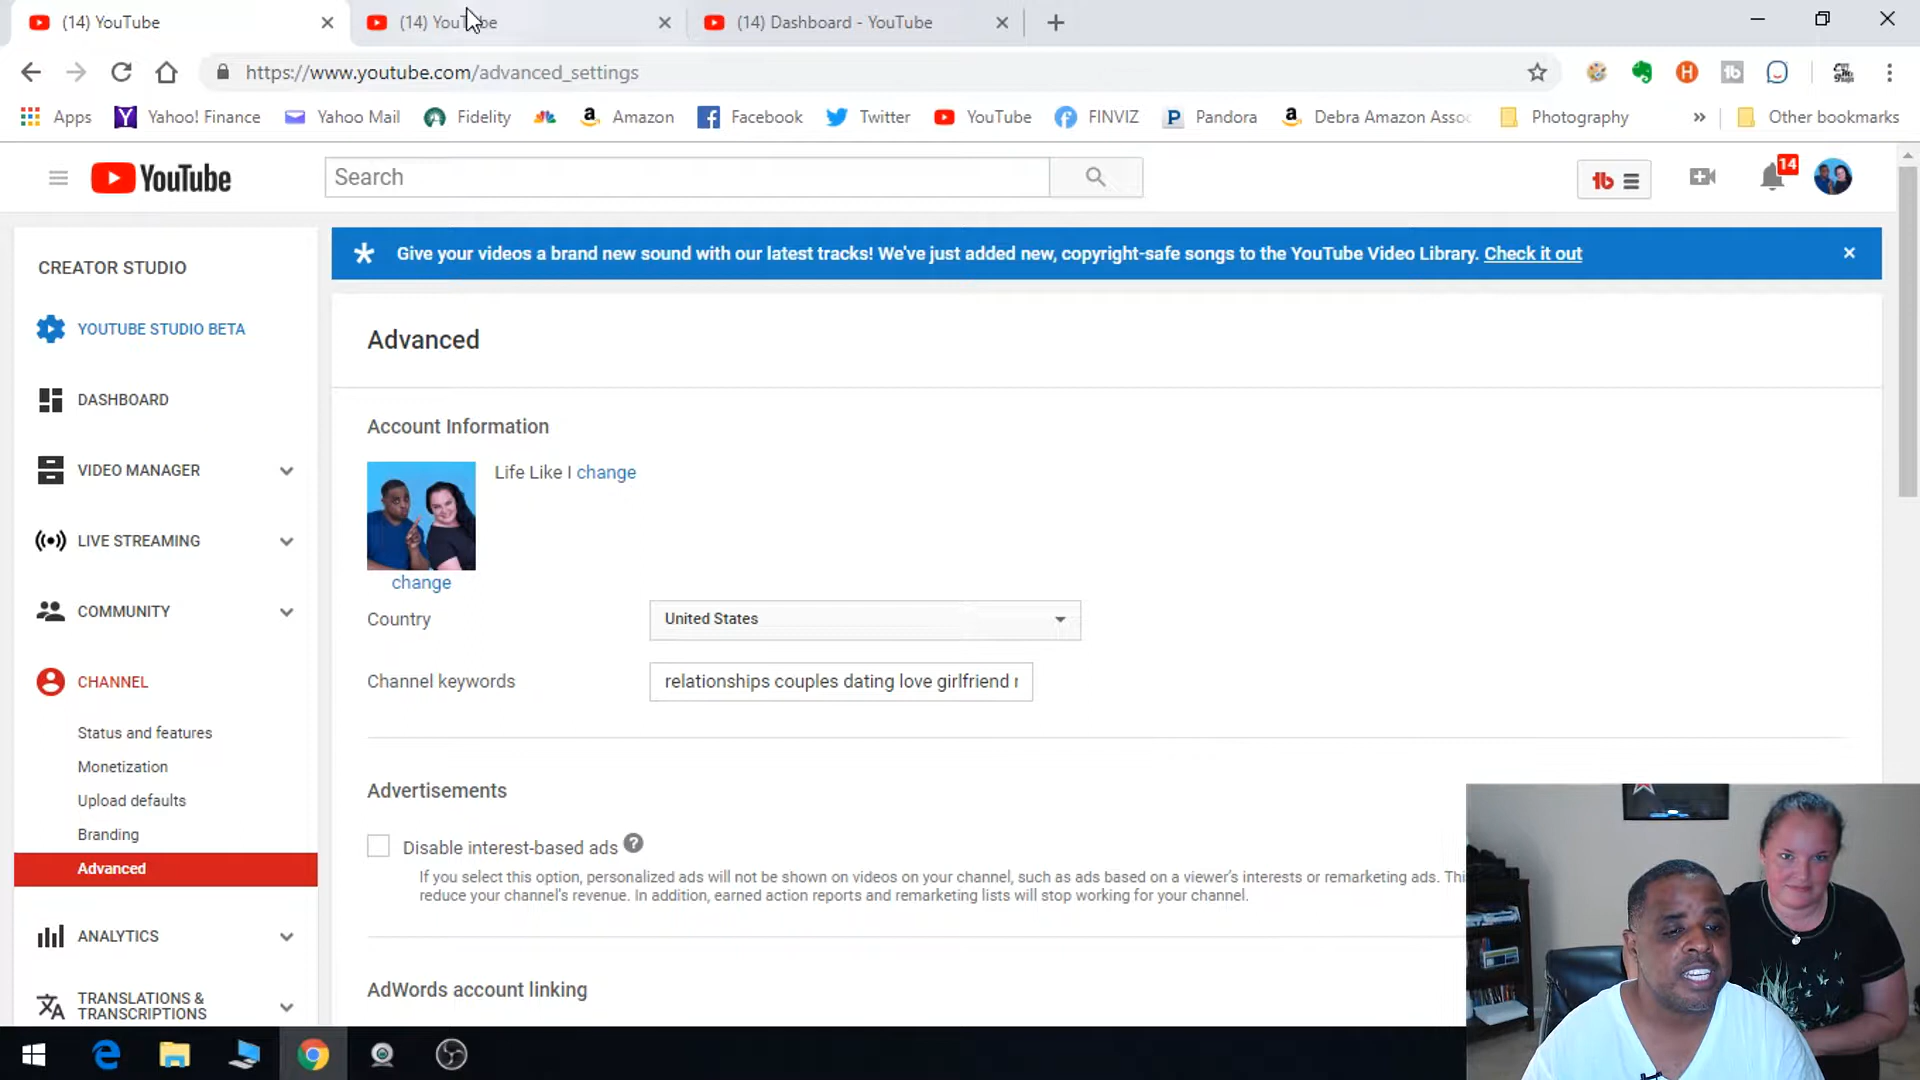 (14) YouTube
(14) YouTube
(14) Dashboard - YouTube
https://www.youtube.com/advanced_settings
Apps
Yahoo! Finance
Yahoo Mail
Fidelity
Amazon
Facebook
Twitter
YouTube
FINVIZ
Pandora
Debra Amazon Assoc
Photography
Other bookmarks
YouTube
Search
14
CREATOR STUDIO
Give your videos a brand new sound with our latest tracks! We've just added new, copyright-safe songs to the YouTube Video Library. Check it out
YOUTUBE STUDIO BETA
Advanced
DASHBOARD
Account Information
VIDEO MANAGER
Life Like I change
LIVE STREAMING
change
COMMUNITY
Country
United States
CHANNEL
Channel keywords
relationships couples dating love girlfriend r
Status and features
Monetization
Upload defaults
Branding
Advanced
Advertisements
Disable interest-based ads
If you select this option, personalized ads will not be shown on videos on your channel, such as ads based on a viewer's interests or remarketing ads. Thi
reduce your channel's revenue. In addition, earned action reports and remarketing lists will stop working for your channel.
ANALYTICS
AdWords account linking
TRANSLATIONS &
TRANSCRIPTIONS